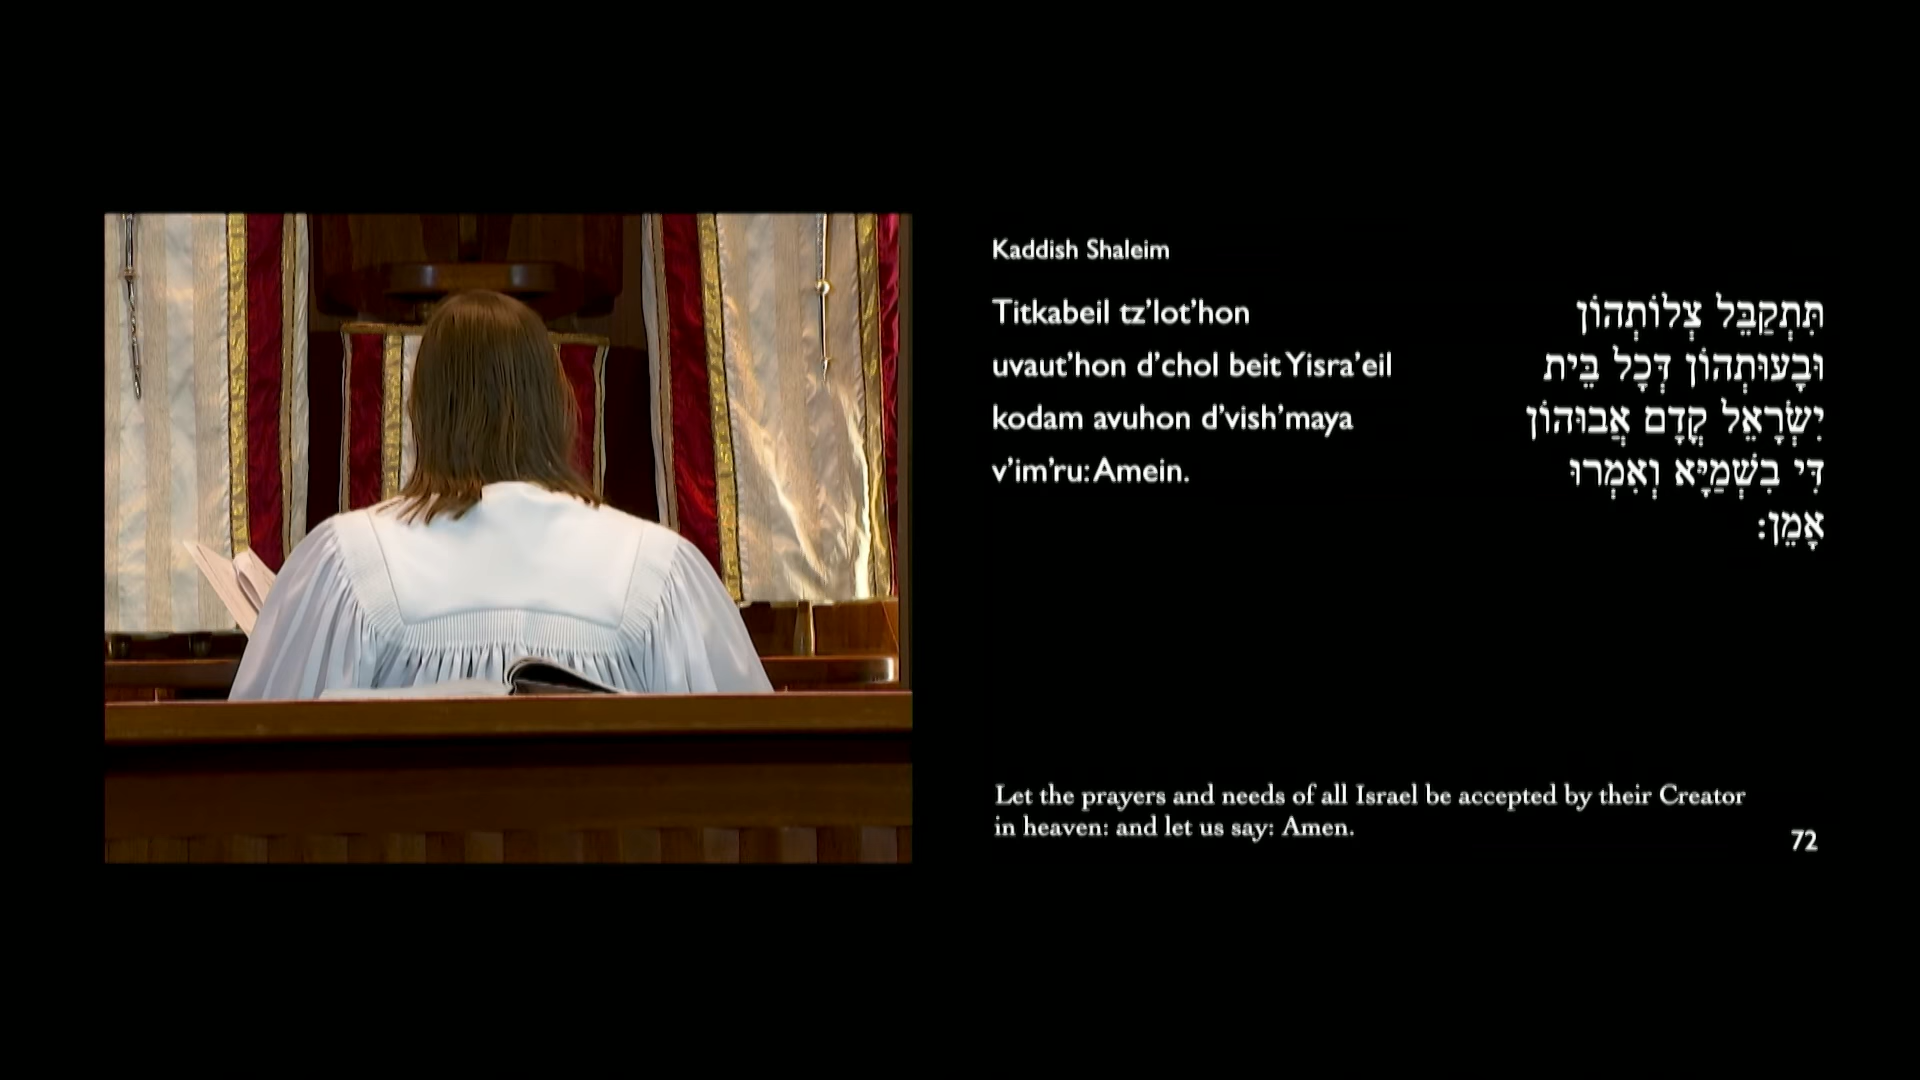 Kaddish Shaleim
Titkabeil tz'lot'hon
uvaut'hon d'chol beit Yisra'eil
kodam avuhon d'vish'maya
v'im'ru: Amein.
תִּתְקַבֵּל צְלוֹתְהוֹן
וּבָעוּתְהוֹן דְּכָל בֵּית
יִשְׂרָאֵל קֳדָם אֲבוּהוֹן
דִּי בִשְׁמַיָּא וְאִמְרוּ
אָמֵן:
Let the prayers and needs of all Israel be accepted by their Creator
in heaven: and let us say: Amen.
72